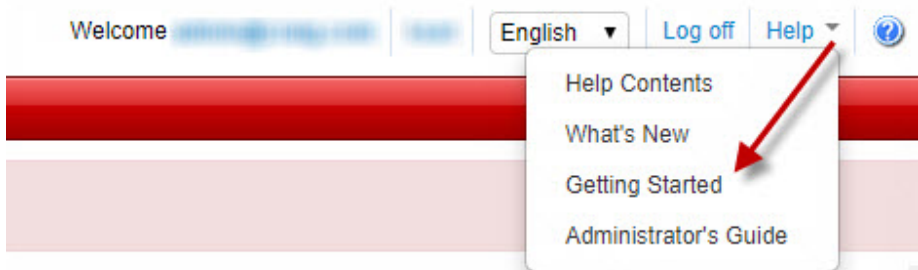 Welcome English Log off Help
Help Contents
What's New
Getting Started
Administrator's Guide